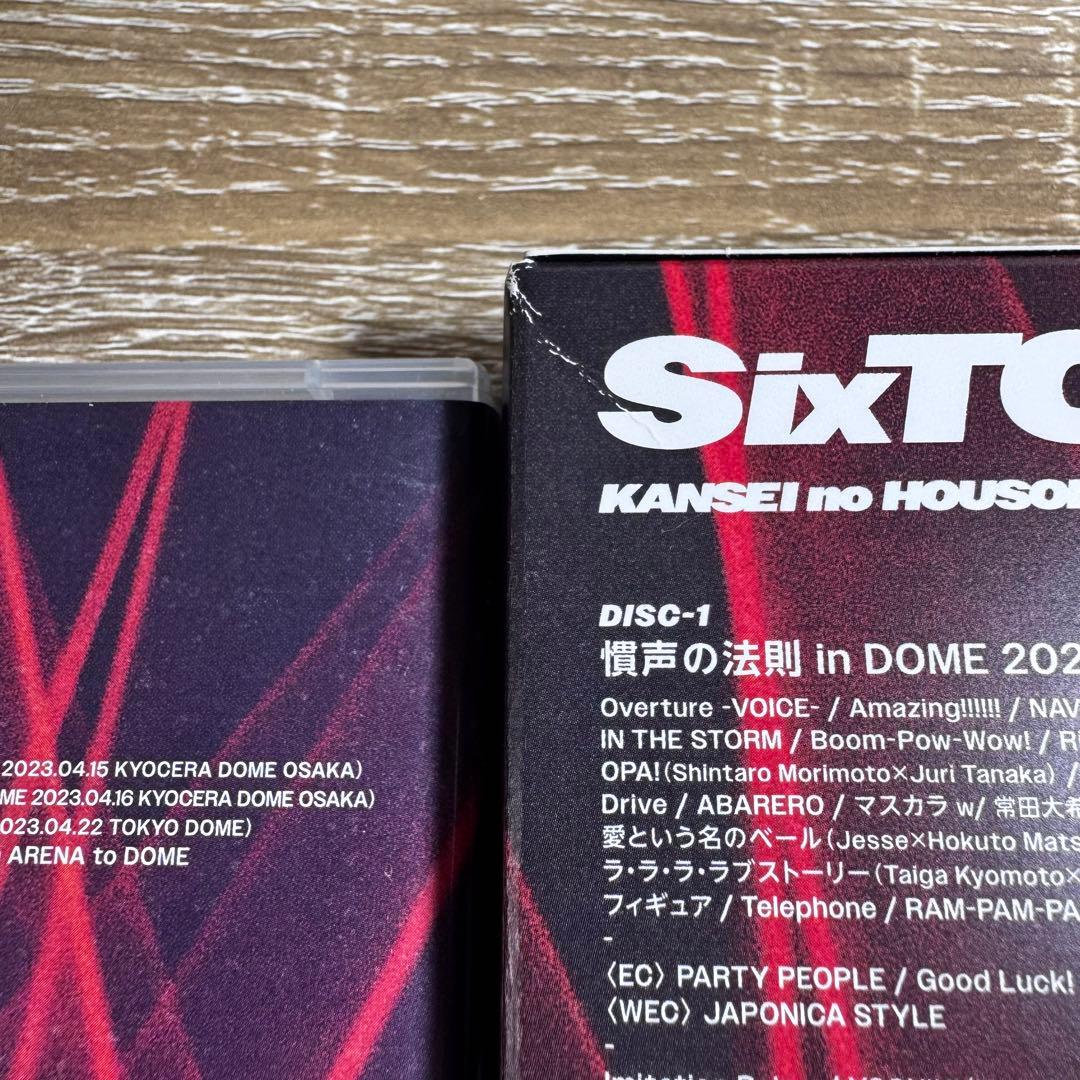 2023.04.15 KYOCERA DOME OSAKA)
ME 2023.04.16 KYOCERA DOME OSAKA)
2023.04.22 TOKYO DOME)
ARENA to DOME
SixTO
KANSEI no HOUSO
DISC-1
慣声の法則 in DOME 202
Overture -VOICE- / Amazing!!!!!! / NAV
IN THE STORM / Boom-Pow-Wow! / R
OPA!(Shintaro Morimoto×Juri Tanaka) /
Drive / ABARERO / マスカラ w/ 常田大希
愛という名のベール(Jesse×Hokuto Mats
ラ・ラ・ラ・ラブストーリー(Taiga Kyomoto×
フィギュア / Telephone / RAM-PAM-PA
-
〈EC〉 PARTY PEOPLE / Good Luck!
〈WEC〉 JAPONICA STYLE
-